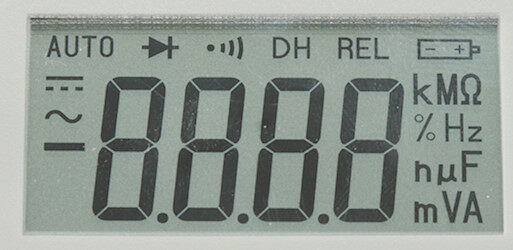 AUTO DH REL
8.8.8.8
kMΩ
%Hz
nμF
mVA